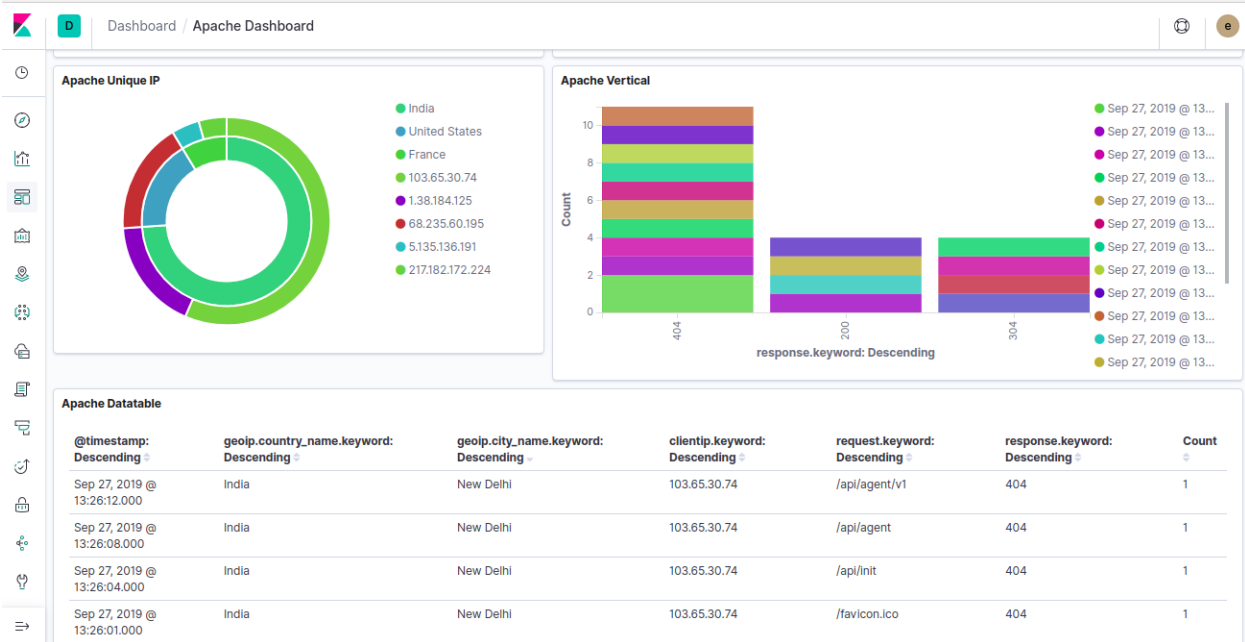 D Dashboard / Apache Dashboard e
Apache Unique IP
India
United States
France
103.65.30.74
1.38.184.125
68.235.60.195
5.135.136.191
217.182.172.224
Apache Vertical
10
8
6
4
2
0
Count
404
200
304
response.keyword: Descending
Sep 27, 2019 @ 13...
Sep 27, 2019 @ 13...
Sep 27, 2019 @ 13...
Sep 27, 2019 @ 13...
Sep 27, 2019 @ 13...
Sep 27, 2019 @ 13...
Sep 27, 2019 @ 13...
Sep 27, 2019 @ 13...
Sep 27, 2019 @ 13...
Sep 27, 2019 @ 13...
Sep 27, 2019 @ 13...
Sep 27, 2019 @ 13...
Apache Datatable
@timestamp: geoip.country_name.keyword: geoip.city_name.keyword: clientip.keyword: request.keyword: response.keyword: Count
Descending Descending Descending Descending Descending Descending
Sep 27, 2019 @ India New Delhi 103.65.30.74 /api/agent/v1 404 1
13:26:12.000
Sep 27, 2019 @ India New Delhi 103.65.30.74 /api/agent 404 1
13:26:08.000
Sep 27, 2019 @ India New Delhi 103.65.30.74 /api/init 404 1
13:26:04.000
Sep 27, 2019 @ India New Delhi 103.65.30.74 /favicon.ico 404 1
13:26:01.000